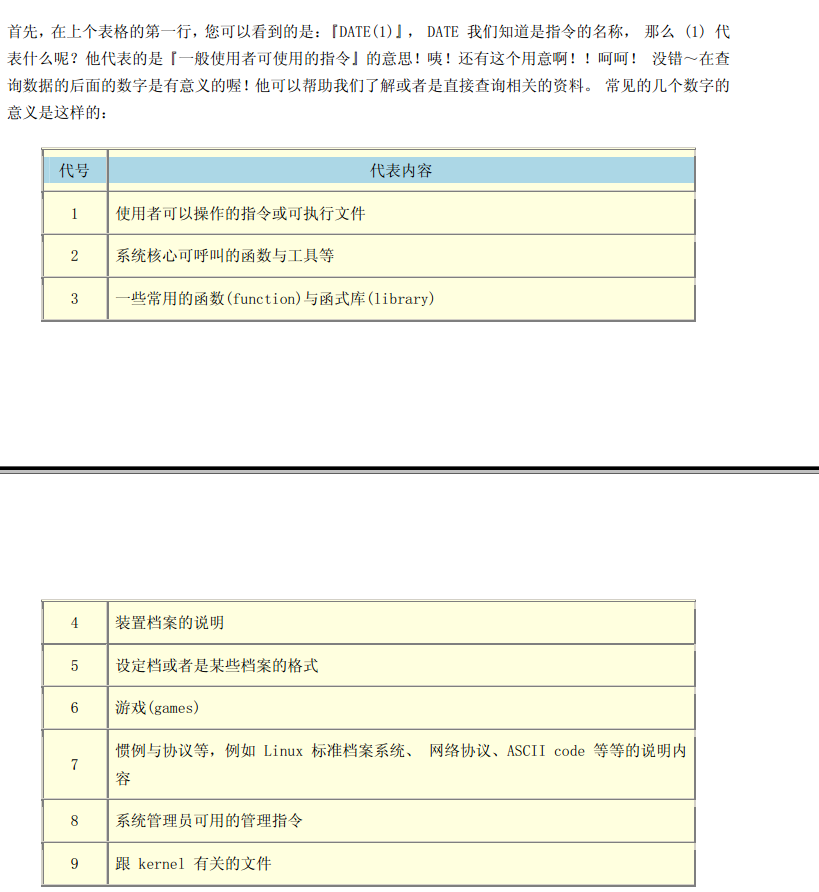 首先,在上个表格的第一行,您可以看到的是:『DATE(1)』, DATE 我们知道是指令的名称, 那么 (1) 代
表什么呢?他代表的是『一般使用者可使用的指令』的意思!咦!还有这个用意啊!!呵呵! 没错～在查
询数据的后面的数字是有意义的喔!他可以帮助我们了解或者是直接查询相关的资料。 常见的几个数字的
意义是这样的:
代号 代表内容
1 使用者可以操作的指令或可执行文件
2 系统核心可呼叫的函数与工具等
3 一些常用的函数(function)与函式库(library)
4 装置档案的说明
5 设定档或者是某些档案的格式
6 游戏(games)
7 惯例与协议等,例如 Linux 标准档案系统、 网络协议、ASCII code 等等的说明内
容
8 系统管理员可用的管理指令
9 跟 kernel 有关的文件